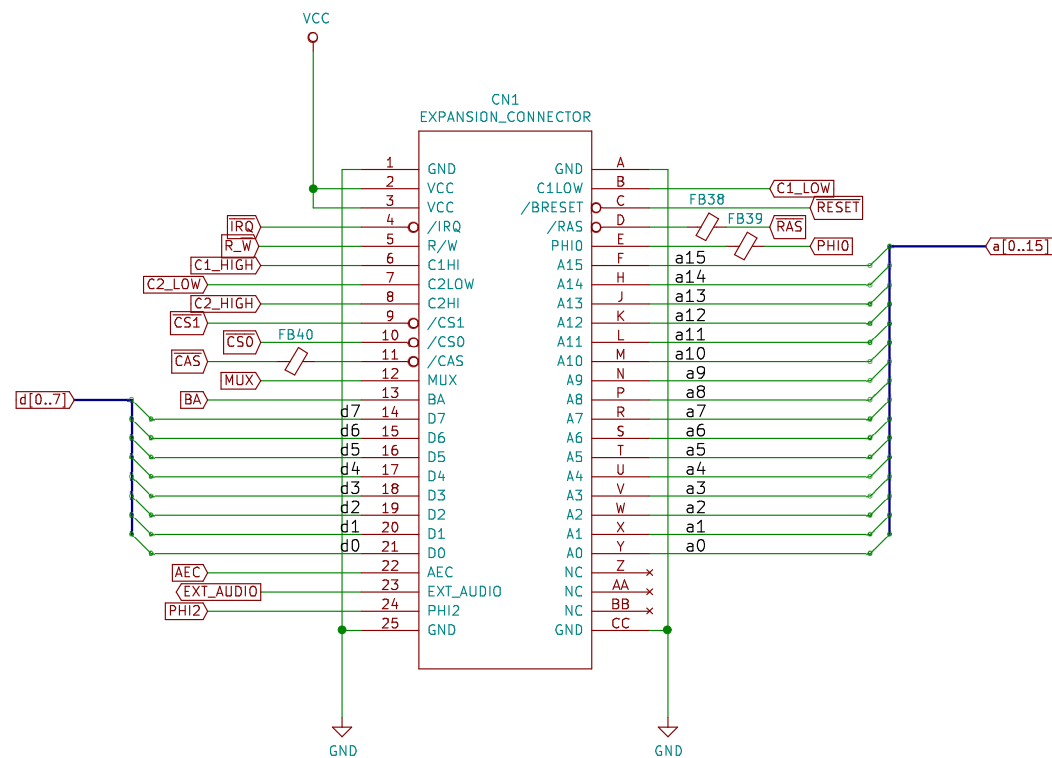 VCC
CN1
EXPANSION_CONNECTOR
1 GND GND A
2 VCC C1LOW B C1_LOW
3 VCC /BRESET C FB38 RESET
IRQ 4 /IRQ /RAS D FB39 RAS
R_W 5 R/W PHI0 E PHI0 a[0..15]
C1_HIGH 6 C1HI A15 F a15
C2_LOW 7 C2LOW A14 H a14
C2_HIGH 8 C2HI A13 J a13
CS1 9 /CS1 A12 K a12
CS0 FB40 10 /CS0 A11 L a11
CAS 11 /CAS A10 M a10
MUX 12 MUX A9 N a9
d[0..7] BA 13 BA A8 P a8
d7 14 D7 A7 R a7
d6 15 D6 A6 S a6
d5 16 D5 A5 T a5
d4 17 D4 A4 U a4
d3 18 D3 A3 V a3
d2 19 D2 A2 W a2
d1 20 D1 A1 X a1
d0 21 D0 A0 Y a0
AEC 22 AEC NC Z
EXT_AUDIO 23 EXT_AUDIO NC AA
PHI2 24 PHI2 NC BB
25 GND GND CC
GND GND